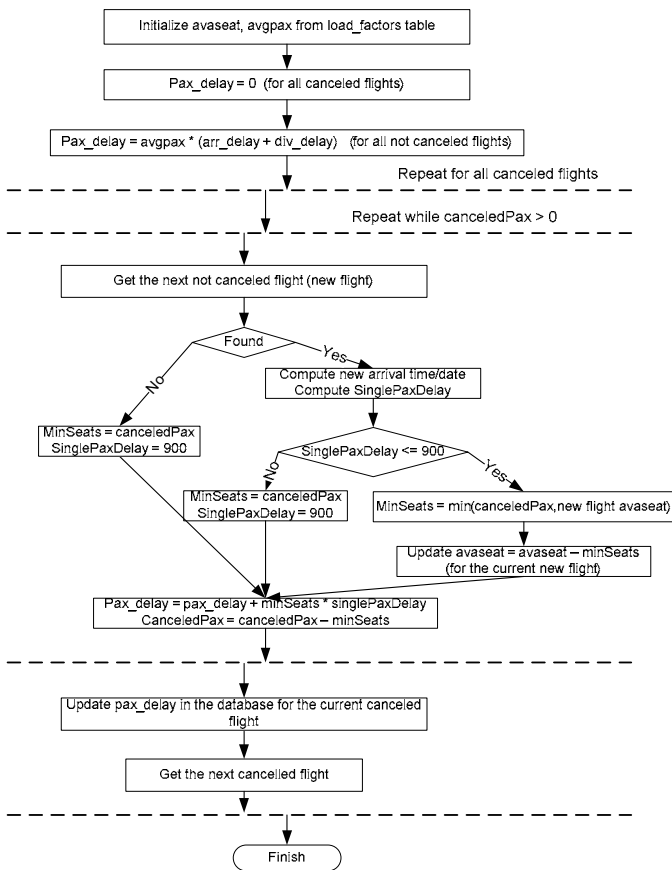 Initialize avaseat, avgpax from load_factors table
Pax_delay = 0 (for all canceled flights)
Pax_delay = avgpax * (arr_delay + div_delay) (for all not canceled flights)
Repeat for all canceled flights
Repeat while canceledPax > 0
Get the next not canceled flight (new flight)
Found
No
Yes
Compute new arrival time/date
Compute SinglePaxDelay
MinSeats = canceledPax
SinglePaxDelay = 900
SinglePaxDelay <= 900
No
Yes
MinSeats = canceledPax
SinglePaxDelay = 900
MinSeats = min(canceledPax,new flight avaseat)
Update avaseat = avaseat – minSeats
(for the current new flight)
Pax_delay = pax_delay + minSeats * singlePaxDelay
CanceledPax = canceledPax – minSeats
Update pax_delay in the database for the current canceled
flight
Get the next cancelled flight
Finish